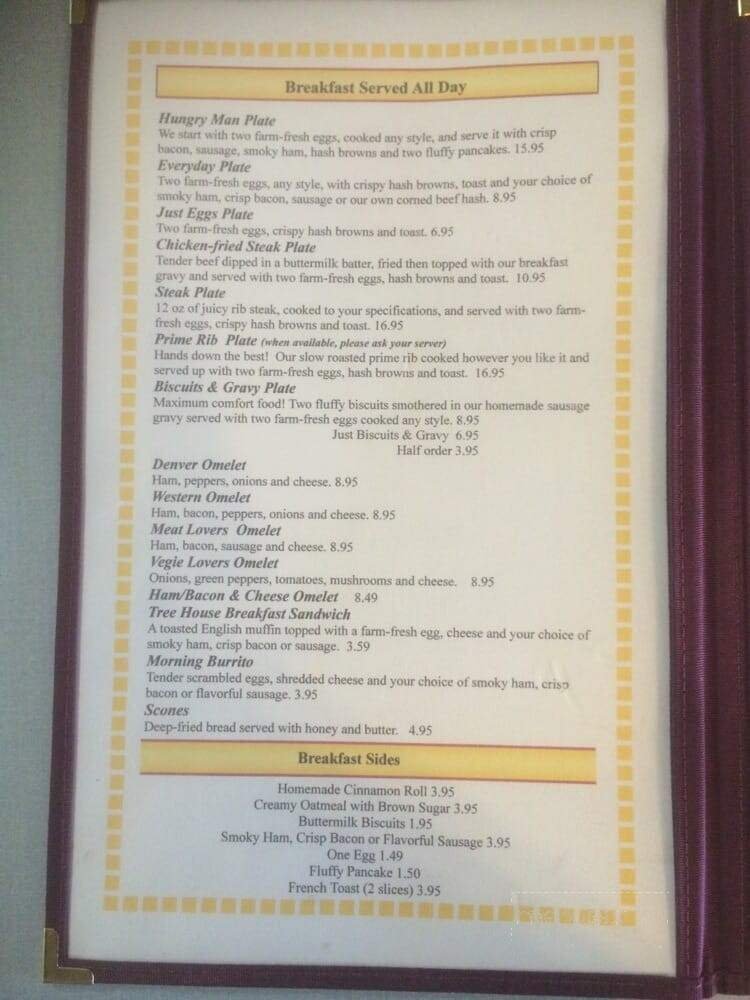 Breakfast Served All Day
Hungry Man Plate
We start with two farm-fresh eggs, cooked any style, and serve it with crisp
bacon, sausage, smoky ham, hash browns and two fluffy pancakes. 15.95
Everyday Plate
Two farm-fresh eggs, any style, with crispy hash browns, toast and your choice of
smoky ham, crisp bacon, sausage or our own corned beef hash. 8.95
Just Eggs Plate
Two farm-fresh eggs, crispy hash browns and toast. 6.95
Chicken-fried Steak Plate
Tender beef dipped in a buttermilk batter, fried then topped with our breakfast
gravy and served with two farm-fresh eggs, hash browns and toast. 10.95
Steak Plate
12 oz of juicy rib steak, cooked to your specifications, and served with two farm-
fresh eggs, crispy hash browns and toast. 16.95
Prime Rib Plate (when available, please ask your server)
Hands down the best! Our slow roasted prime rib cooked however you like it and
served up with two farm-fresh eggs, hash browns and toast. 16.95
Biscuits & Gravy Plate
Maximum comfort food! Two fluffy biscuits smothered in our homemade sausage
gravy served with two farm-fresh eggs cooked any style. 8.95
Just Biscuits & Gravy 6.95
Half order 3.95
Denver Omelet
Ham, peppers, onions and cheese. 8.95
Western Omelet
Ham, bacon, peppers, onions and cheese. 8.95
Meat Lovers Omelet
Ham, bacon, sausage and cheese. 8.95
Vegie Lovers Omelet
Onions, green peppers, tomatoes, mushrooms and cheese. 8.95
Ham/Bacon & Cheese Omelet 8.49
Tree House Breakfast Sandwich
A toasted English muffin topped with a farm-fresh egg, cheese and your choice of
smoky ham, crisp bacon or sausage. 3.59
Morning Burrito
Tender scrambled eggs, shredded cheese and your choice of smoky ham, crisp
bacon or flavorful sausage. 3.95
Scones
Deep-fried bread served with honey and butter. 4.95
Breakfast Sides
Homemade Cinnamon Roll 3.95
Creamy Oatmeal with Brown Sugar 3.95
Buttermilk Biscuits 1.95
Smoky Ham, Crisp Bacon or Flavorful Sausage 3.95
One Egg 1.49
Fluffy Pancake 1.50
French Toast (2 slices) 3.95